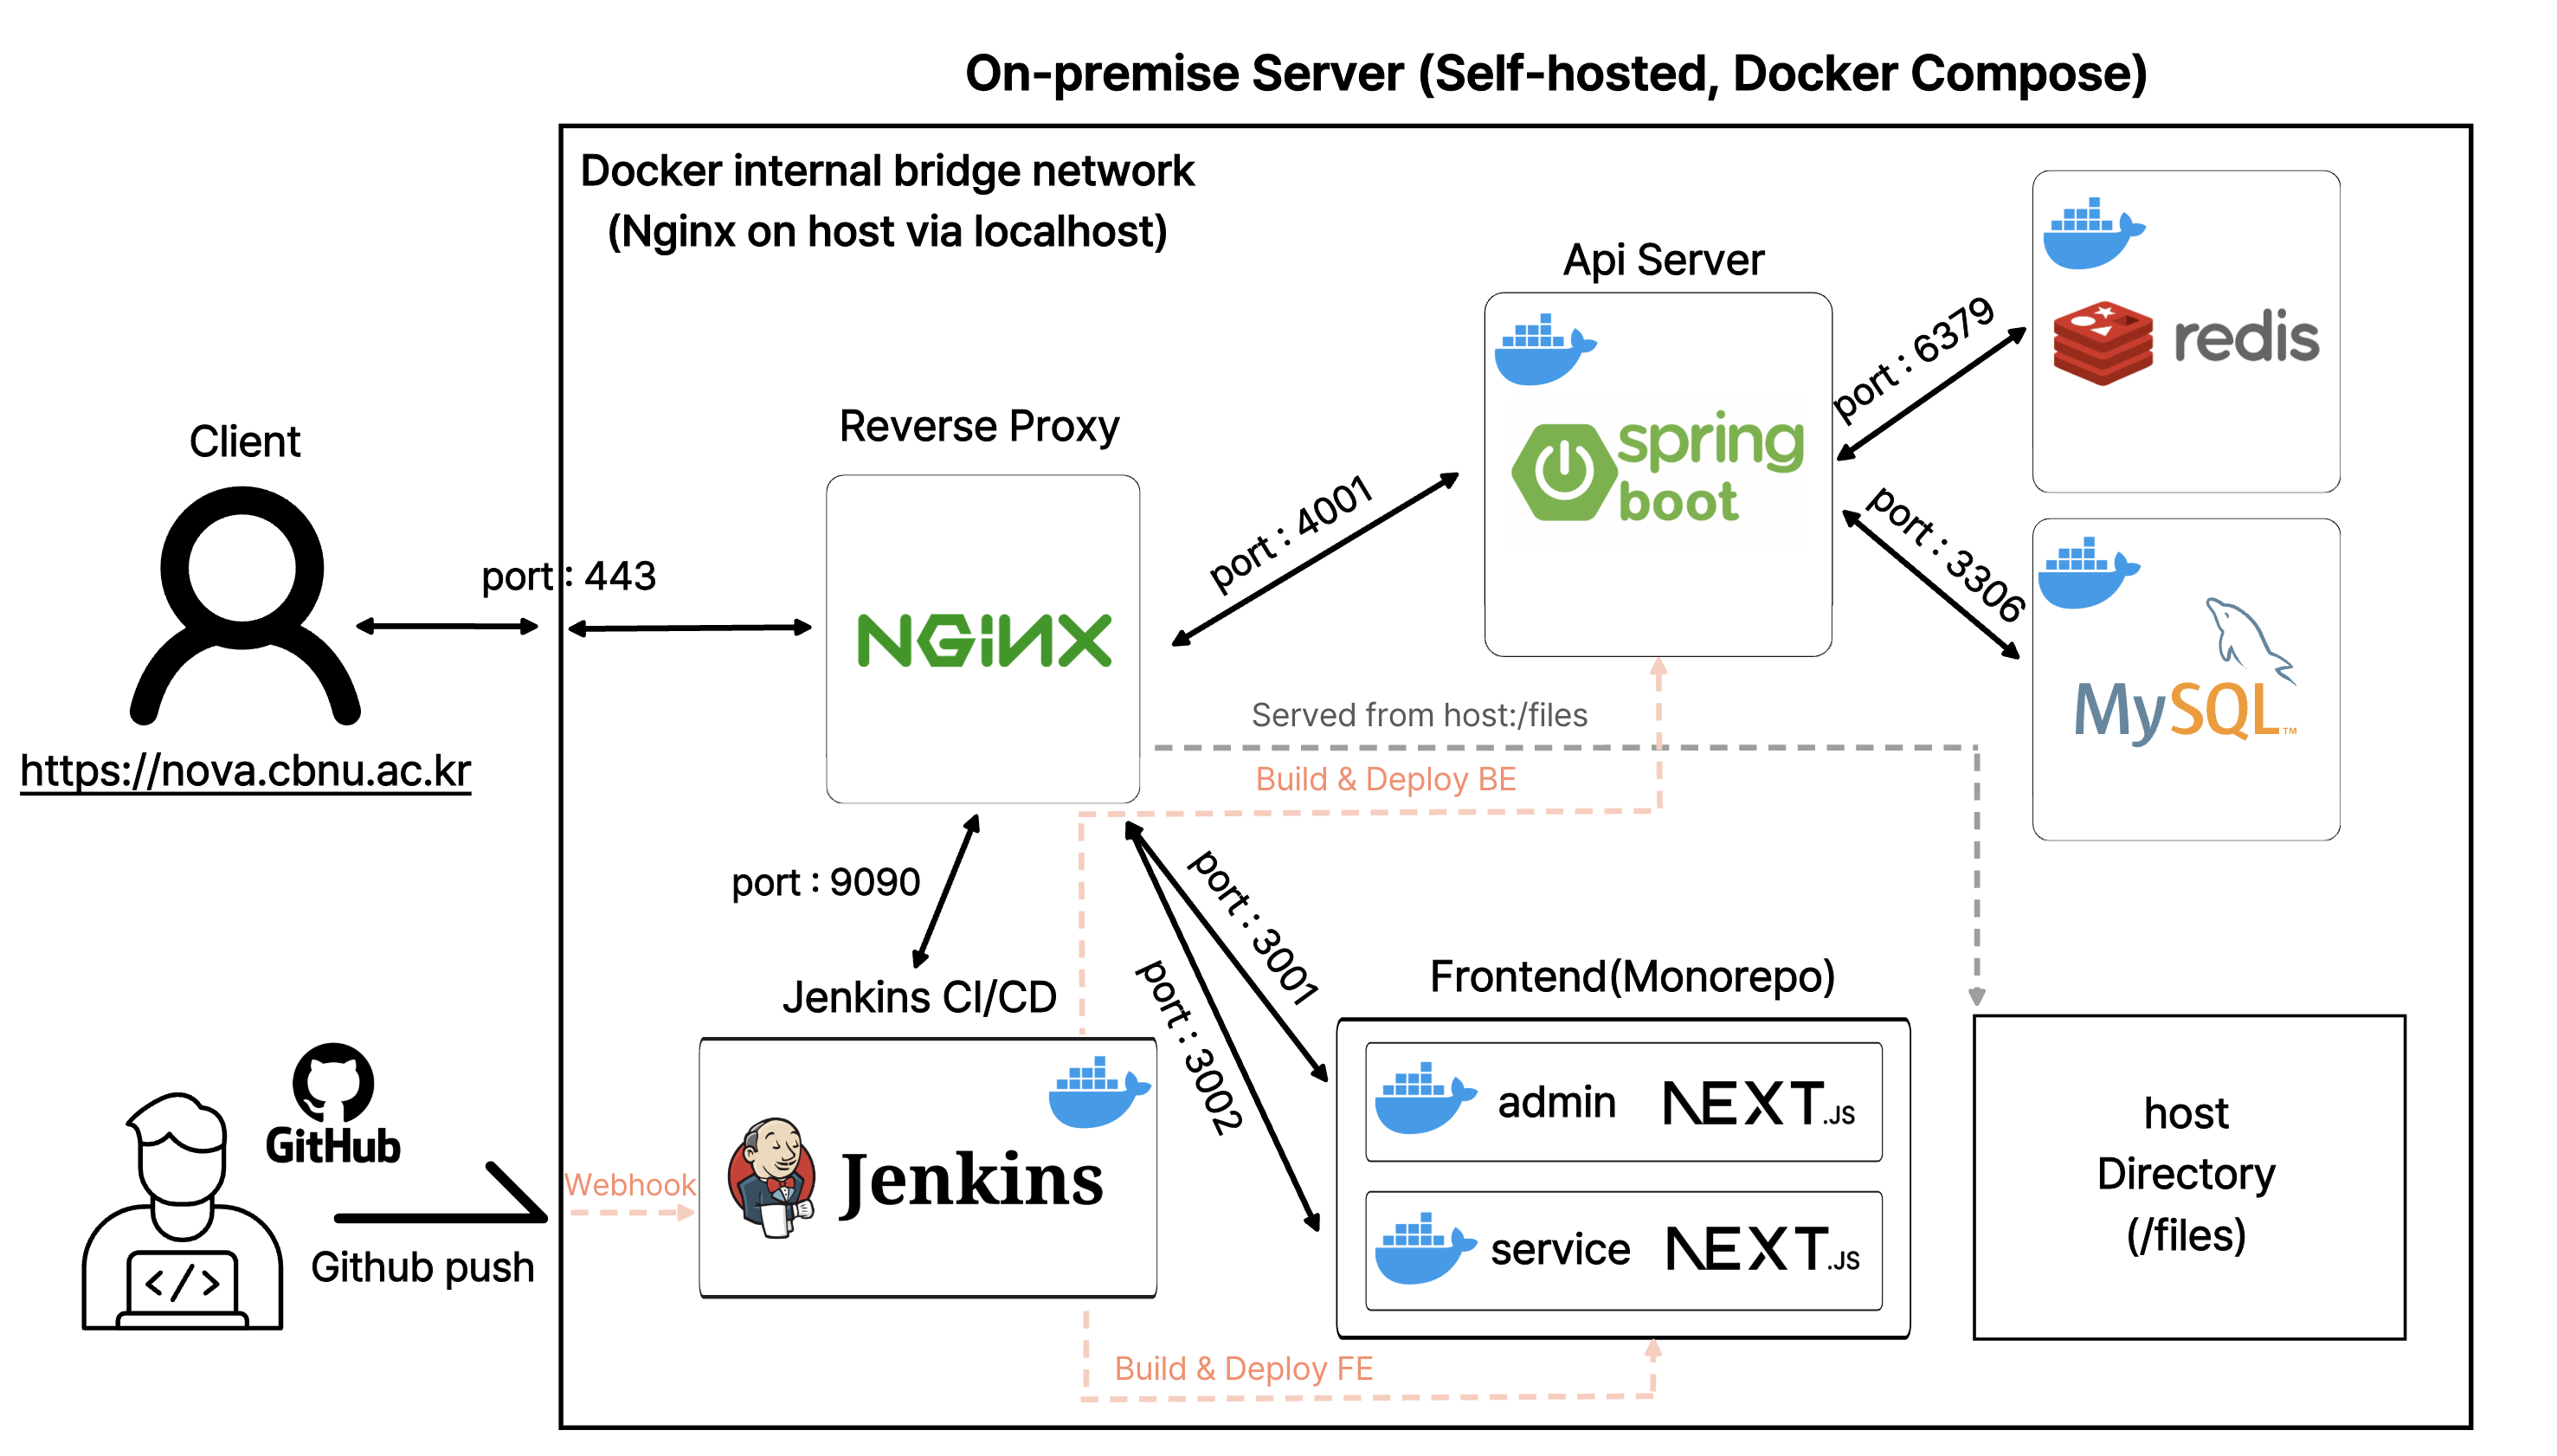 On-premise Server (Self-hosted, Docker Compose)
Docker internal bridge network
(Nginx on host via localhost)
Client
https://nova.cbnu.ac.kr
port : 443
Reverse Proxy
NGINX
port : 4001
Api Server
spring
boot
port : 6379
redis
port : 3306
MySQL™
Served from host:/files
Build & Deploy BE
port : 9090
port : 3001
port : 3002
Jenkins CI/CD
Jenkins
Frontend(Monorepo)
admin NEXT.JS
service NEXT.JS
host
Directory
(/files)
GitHub
</>
Github push
Webhook
Build & Deploy FE